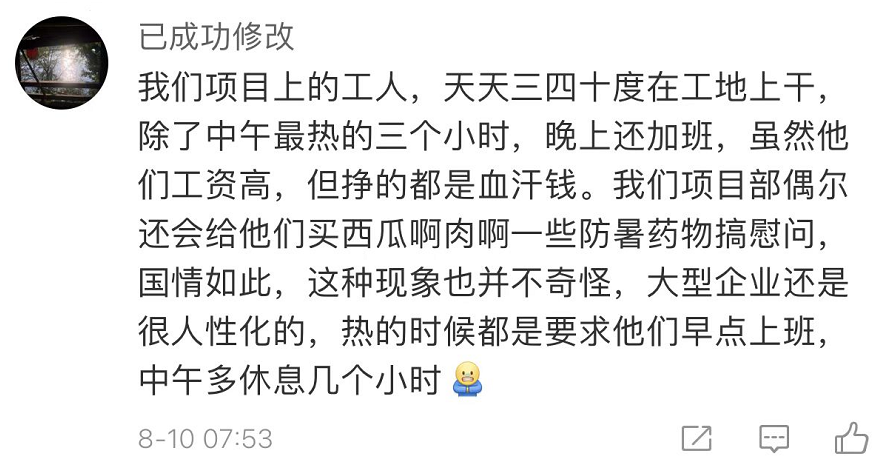 已成功修改
我们项目上的工人，天天三四十度在工地上干，
除了中午最热的三个小时，晚上还加班，虽然他
们工资高，但挣的都是血汗钱。我们项目部偶尔
还会给他们买西瓜啊肉啊一些防暑药物搞慰问，
国情如此，这种现象也并不奇怪，大型企业还是
很人性化的，热的时候都是要求他们早点上班，
中午多休息几个小时
8-10 07:53